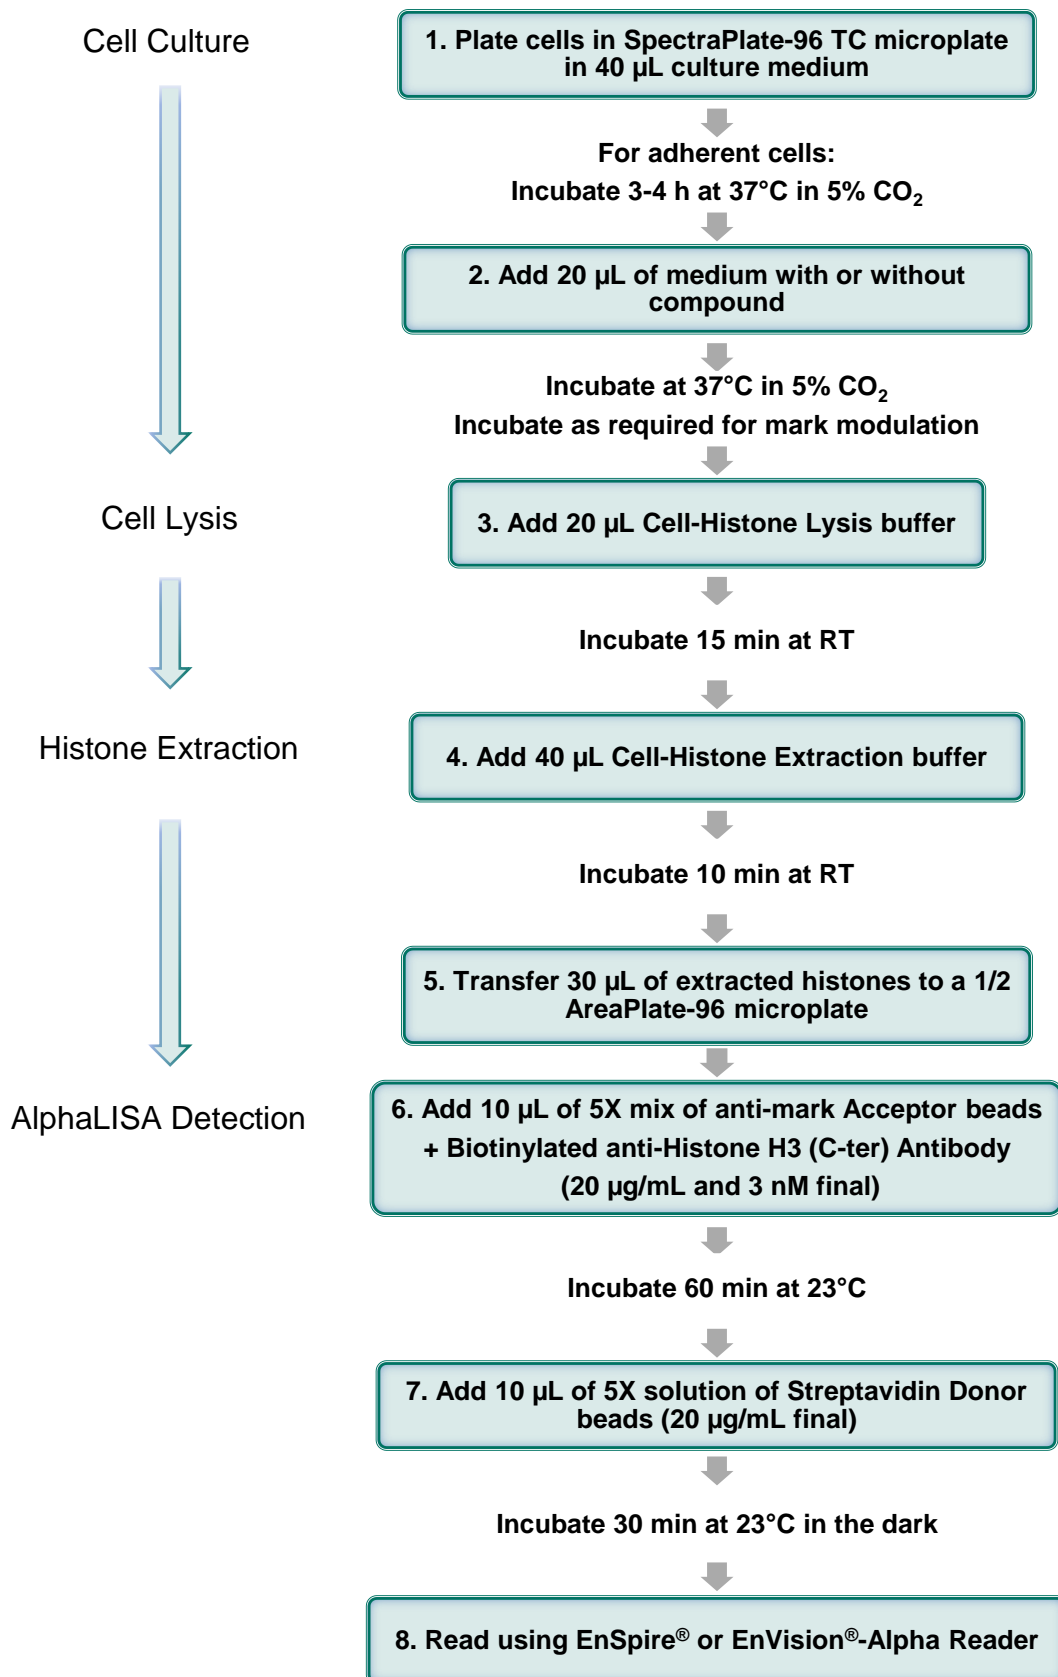 Cell Culture
1. Plate cells in SpectraPlate-96 TC microplate
in 40 µL culture medium
For adherent cells:
Incubate 3-4 h at 37°C in 5% CO₂
2. Add 20 µL of medium with or without
compound
Incubate at 37°C in 5% CO₂
Incubate as required for mark modulation
Cell Lysis
3. Add 20 µL Cell-Histone Lysis buffer
Incubate 15 min at RT
Histone Extraction
4. Add 40 µL Cell-Histone Extraction buffer
Incubate 10 min at RT
5. Transfer 30 µL of extracted histones to a 1/2
AreaPlate-96 microplate
AlphaLISA Detection
6. Add 10 µL of 5X mix of anti-mark Acceptor beads
+ Biotinylated anti-Histone H3 (C-ter) Antibody
(20 µg/mL and 3 nM final)
Incubate 60 min at 23°C
7. Add 10 µL of 5X solution of Streptavidin Donor
beads (20 µg/mL final)
Incubate 30 min at 23°C in the dark
8. Read using EnSpire® or EnVision®-Alpha Reader